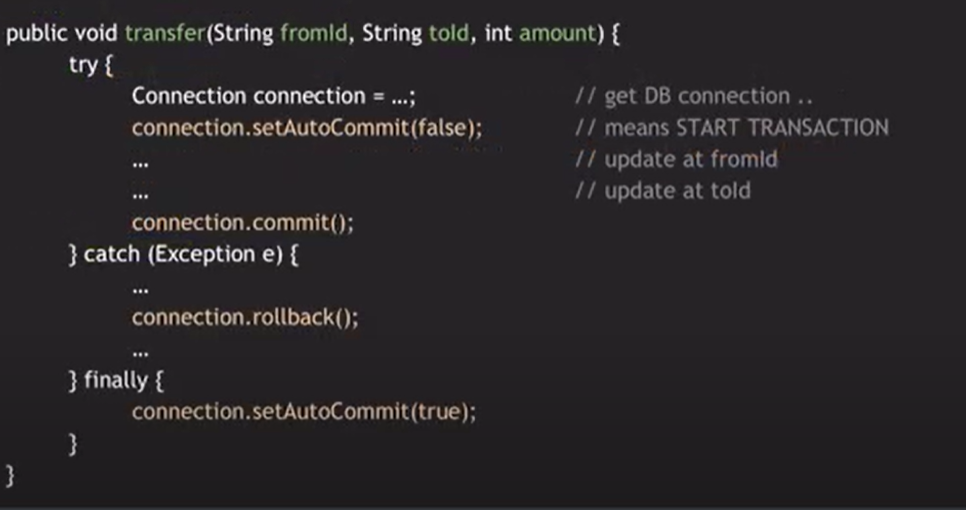 public void transfer(String fromId, String toId, int amount) {
try {
Connection connection = ...; // get DB connection ..
connection.setAutoCommit(false); // means START TRANSACTION
... // update at fromId
... // update at toId
connection.commit();
} catch (Exception e) {
...
connection.rollback();
...
} finally {
connection.setAutoCommit(true);
}
}